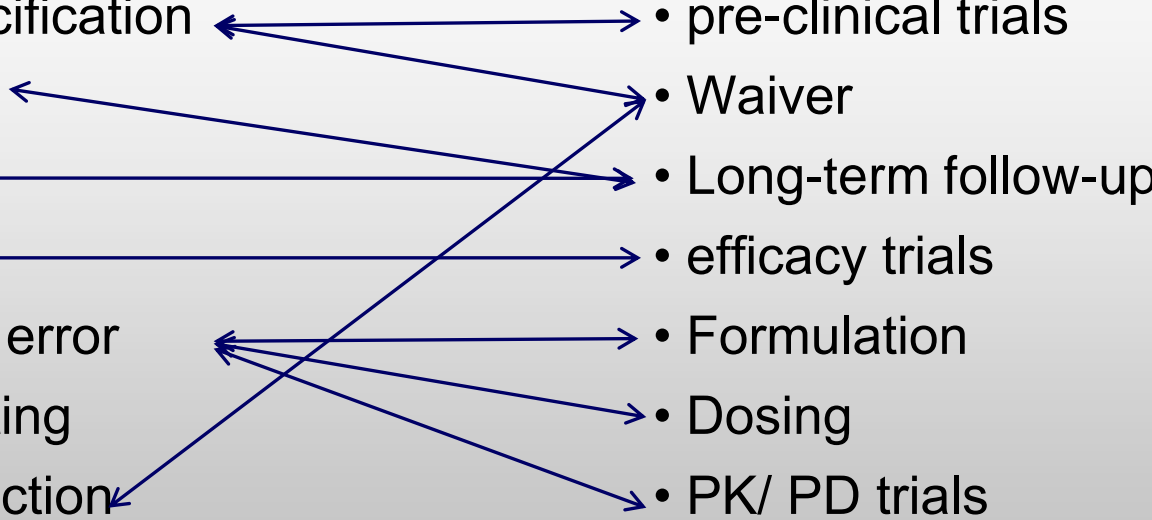 cification • pre-clinical trials
• Waiver
• Long-term follow-up
• efficacy trials
error • Formulation
ing • Dosing
ction • PK/ PD trials